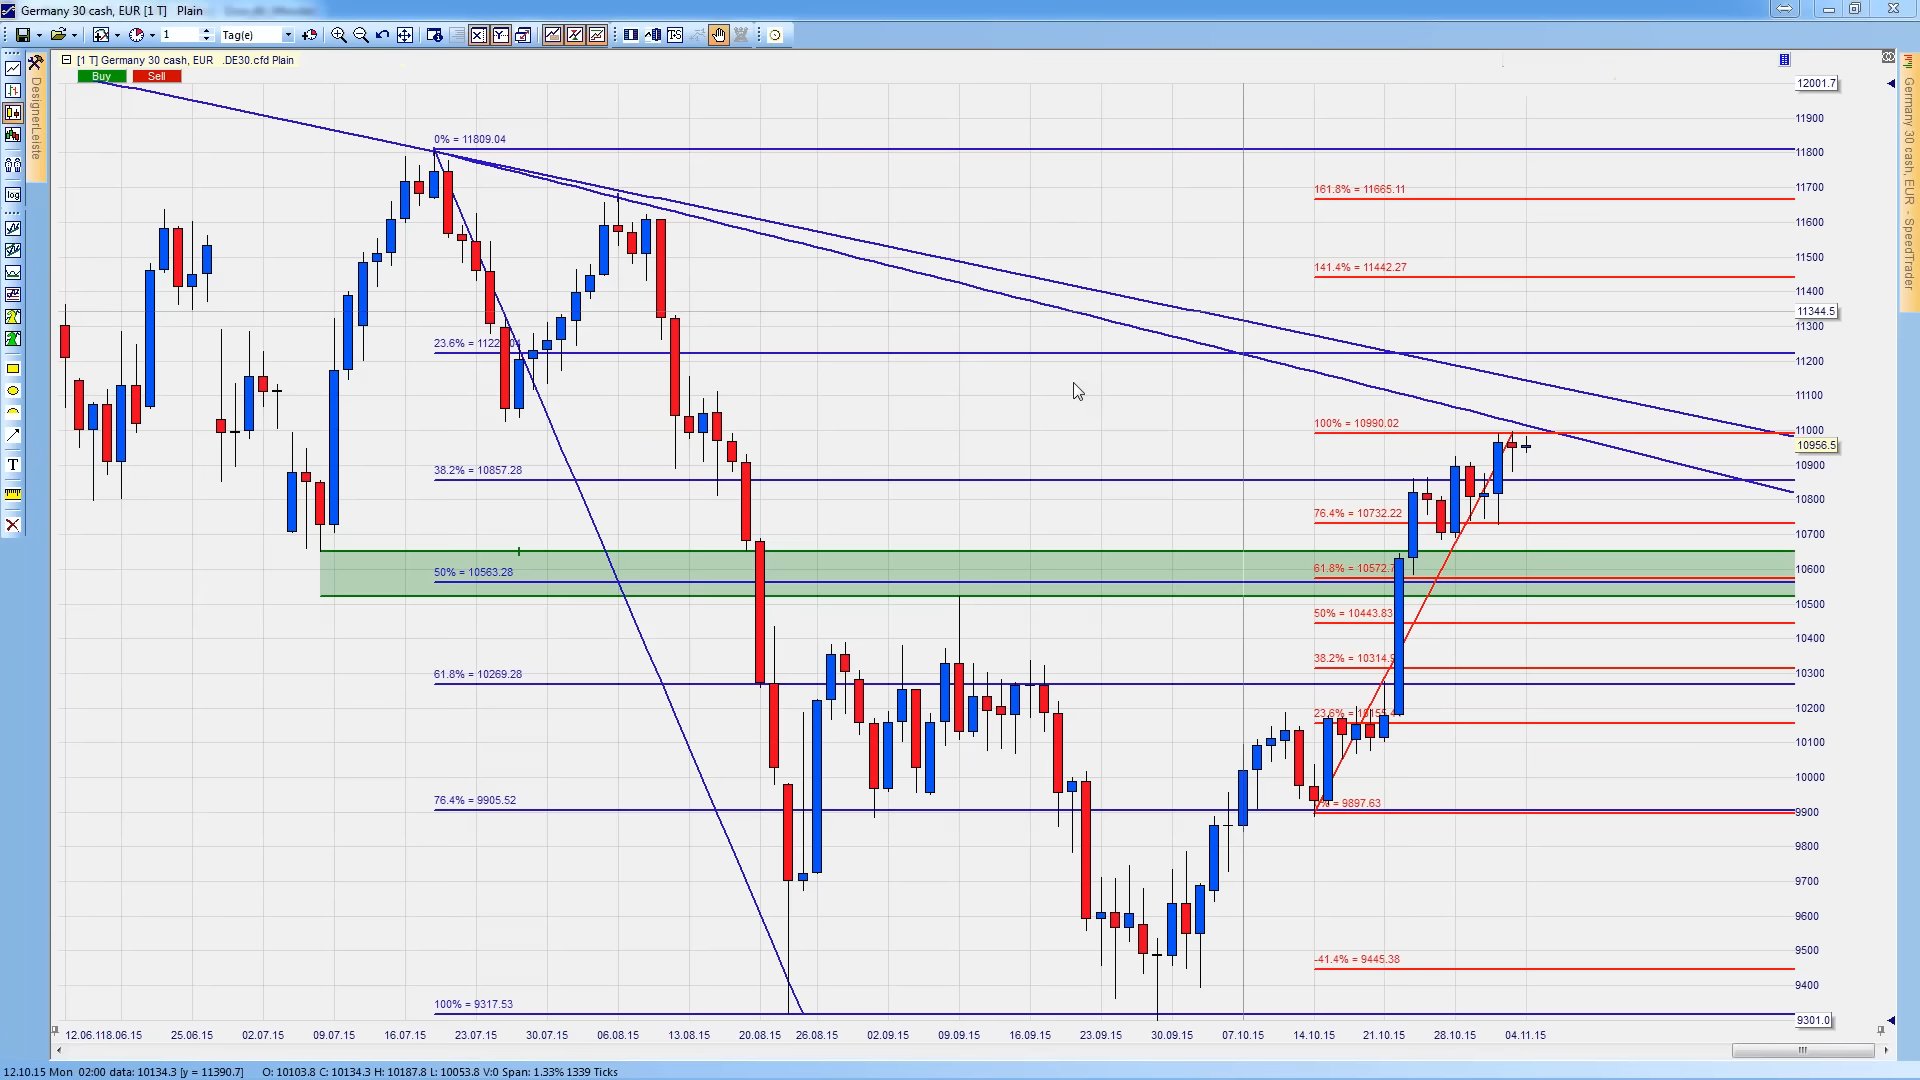 Germany 30 cash, EUR [1 T] Plain
1 Tag(e)
[1 T] Germany 30 cash, EUR .DE30.cfd Plain
Buy Sell
DesignerLeiste
Germany 30 cash, EUR - SpeedTrader
log
T
T-S
0% = 11809.04
38.2% = 10857.28
50% = 10563.28
61.8% = 10269.28
76.4% = 9905.52
100% = 9317.53
161.8% = 11665.11
141.4% = 11442.27
100% = 10990.02
76.4% = 10732.22
61.8% = 10572.7
50% = 10443.83
38.2% = 10314.9
-41.4% = 9445.38
12001.7
11900
11800
11700
11600
11500
11400
11344.5
11300
11200
11100
11000
10956.5
10900
10800
10700
10600
10500
10400
10300
10200
10100
10000
9900
9800
9700
9600
9500
9400
9301.0
12.06.1118.06.15 25.06.15 02.07.15 09.07.15 16.07.15 23.07.15 30.07.15 06.08.15 13.08.15 20.08.15 26.08.15 02.09.15 09.09.15 16.09.15 23.09.15 30.09.15 07.10.15 14.10.15 21.10.15 28.10.15 04.11.15
12.10.15 Mon 02:00 data: 10134.3 [y = 11390.7] O: 10103.8 C: 10134.3 H: 10187.8 L: 10053.8 V:0 Span: 1.33% 1339 Ticks